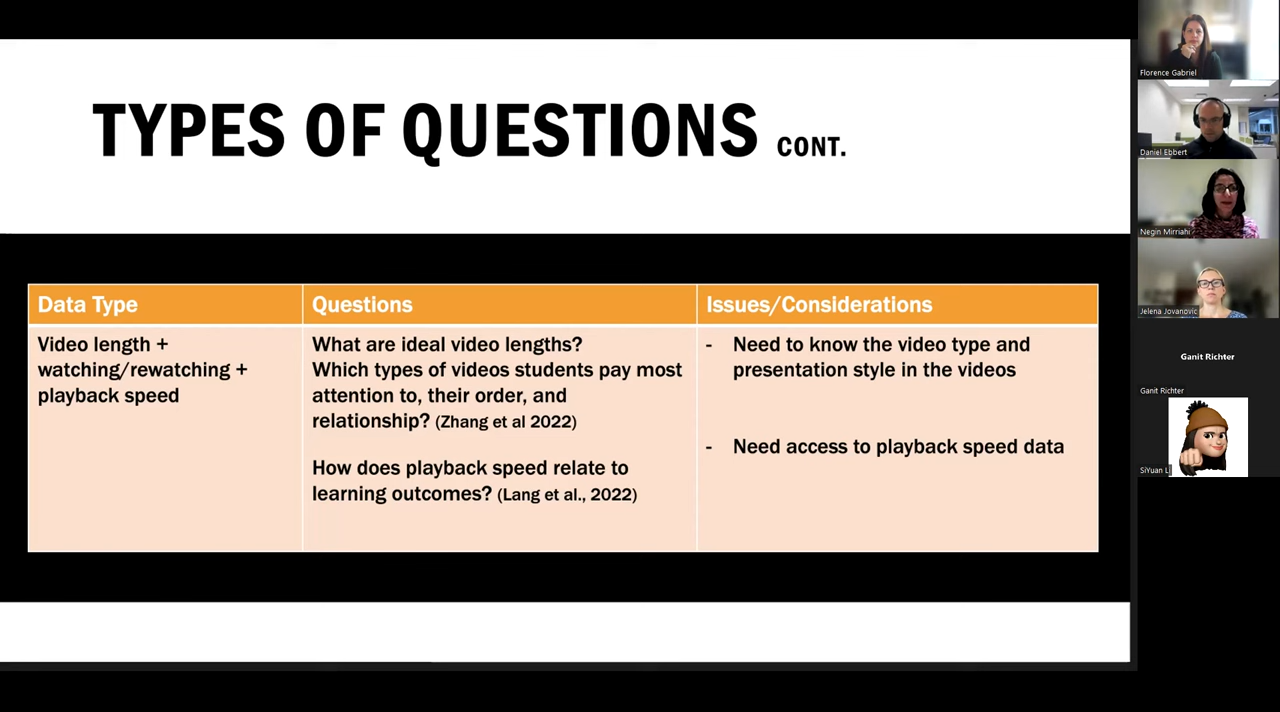 TYPES OF QUESTIONS CONT.
Data Type
Questions
Issues/Considerations
Video length +
watching/rewatching +
playback speed
What are ideal video lengths?
Which types of videos students pay most
attention to, their order, and
relationship? (Zhang et al 2022)
How does playback speed relate to
learning outcomes? (Lang et al., 2022)
- Need to know the video type and
presentation style in the videos
- Need access to playback speed data
Florence Gabriel
Daniel Ebbert
Negin Mirriahi
Jelena Jovanovic
Ganit Richter
Ganit Richter
SiYuan Li